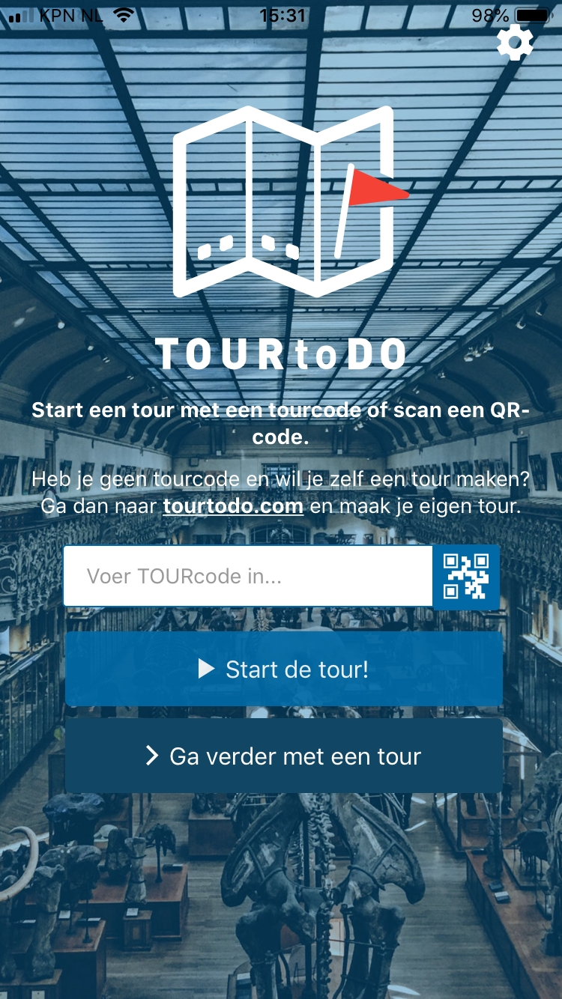 KPN NL 15:31 98%
TOURtoDO
Start een tour met een tourcode of scan een QR-
code.
Heb je geen tourcode en wil je zelf een tour maken?
Ga dan naar tourtodo.com en maak je eigen tour.
Voer TOURcode in...
Start de tour!
Ga verder met een tour